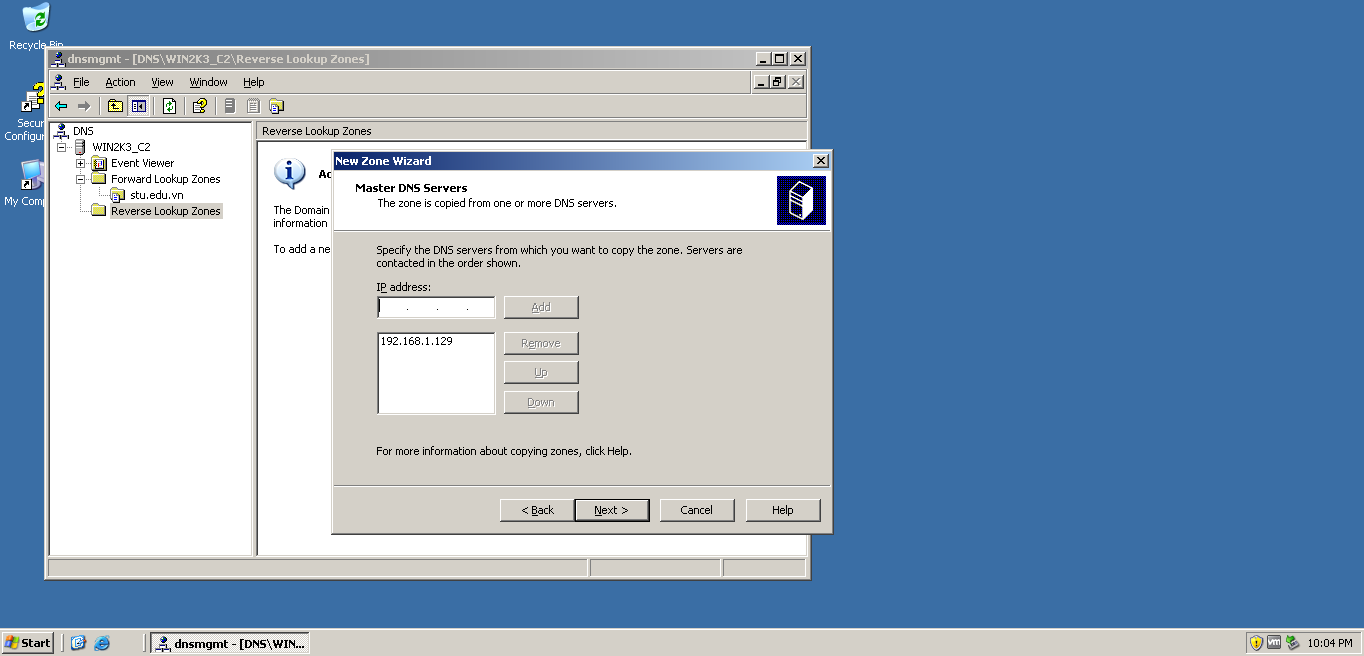 Recycle Bin
dnsmgmt - [DNS\WIN2K3_C2\Reverse Lookup Zones]
File Action View Window Help
Secur
Configur
My Comp
DNS
WIN2K3_C2
Event Viewer
Forward Lookup Zones
stu.edu.vn
Reverse Lookup Zones
Reverse Lookup Zones
Ad
The Domain
information
To add a ne
New Zone Wizard
Master DNS Servers
The zone is copied from one or more DNS servers.
Specify the DNS servers from which you want to copy the zone. Servers are
contacted in the order shown.
IP address:
. . . Add
192.168.1.129
Remove
Up
Down
For more information about copying zones, click Help.
< Back Next > Cancel Help
Start dnsmgmt - [DNS\WIN... vm 10:04 PM